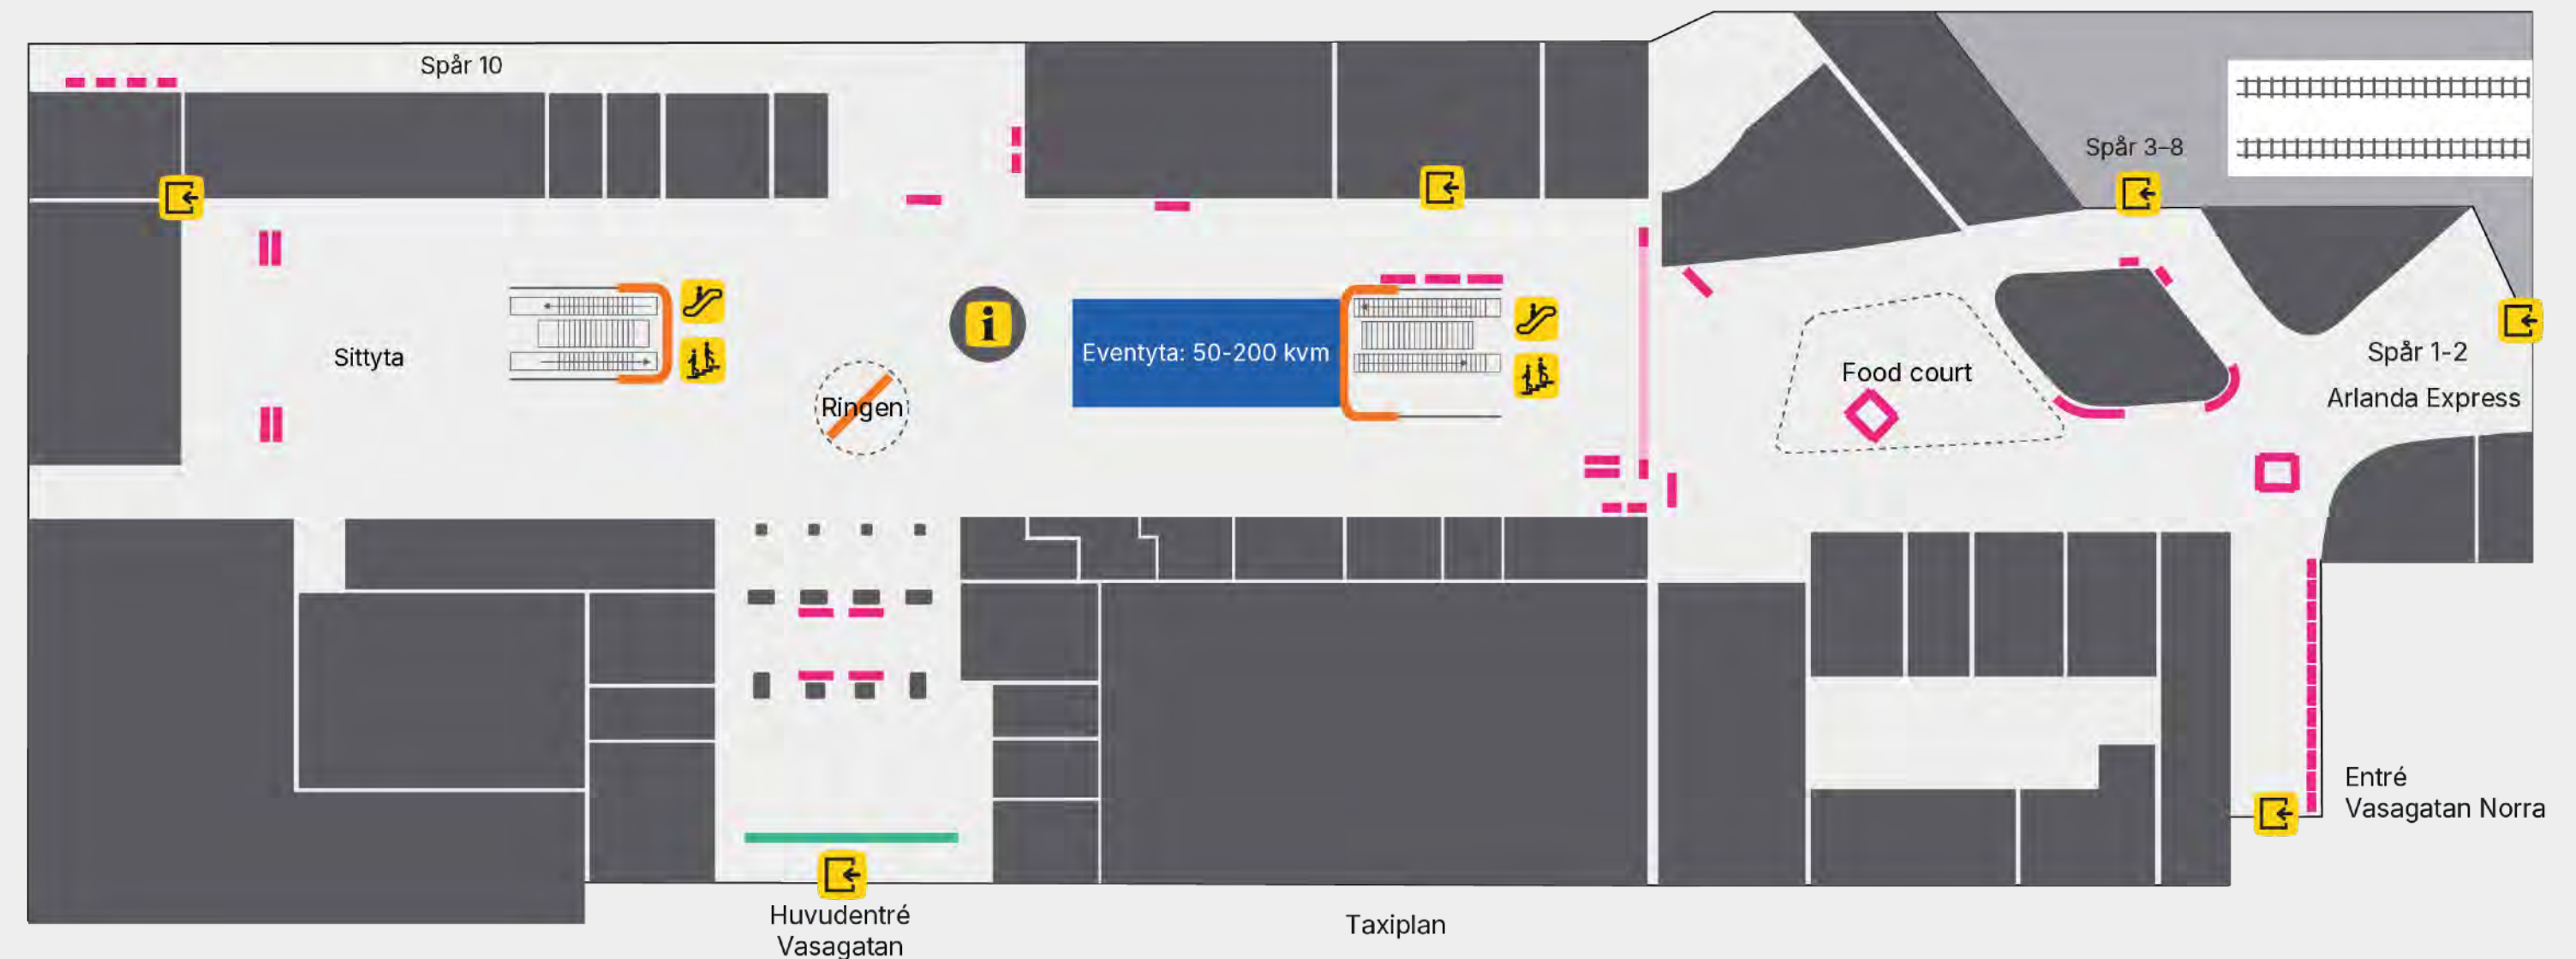 Spår 10
Spår 3–8
Sittyta
i
Eventyta: 50-200 kvm
Ringen
Food court
Spår 1-2
Arlanda Express
Entré
Vasagatan Norra
Huvudentré
Vasagatan
Taxiplan